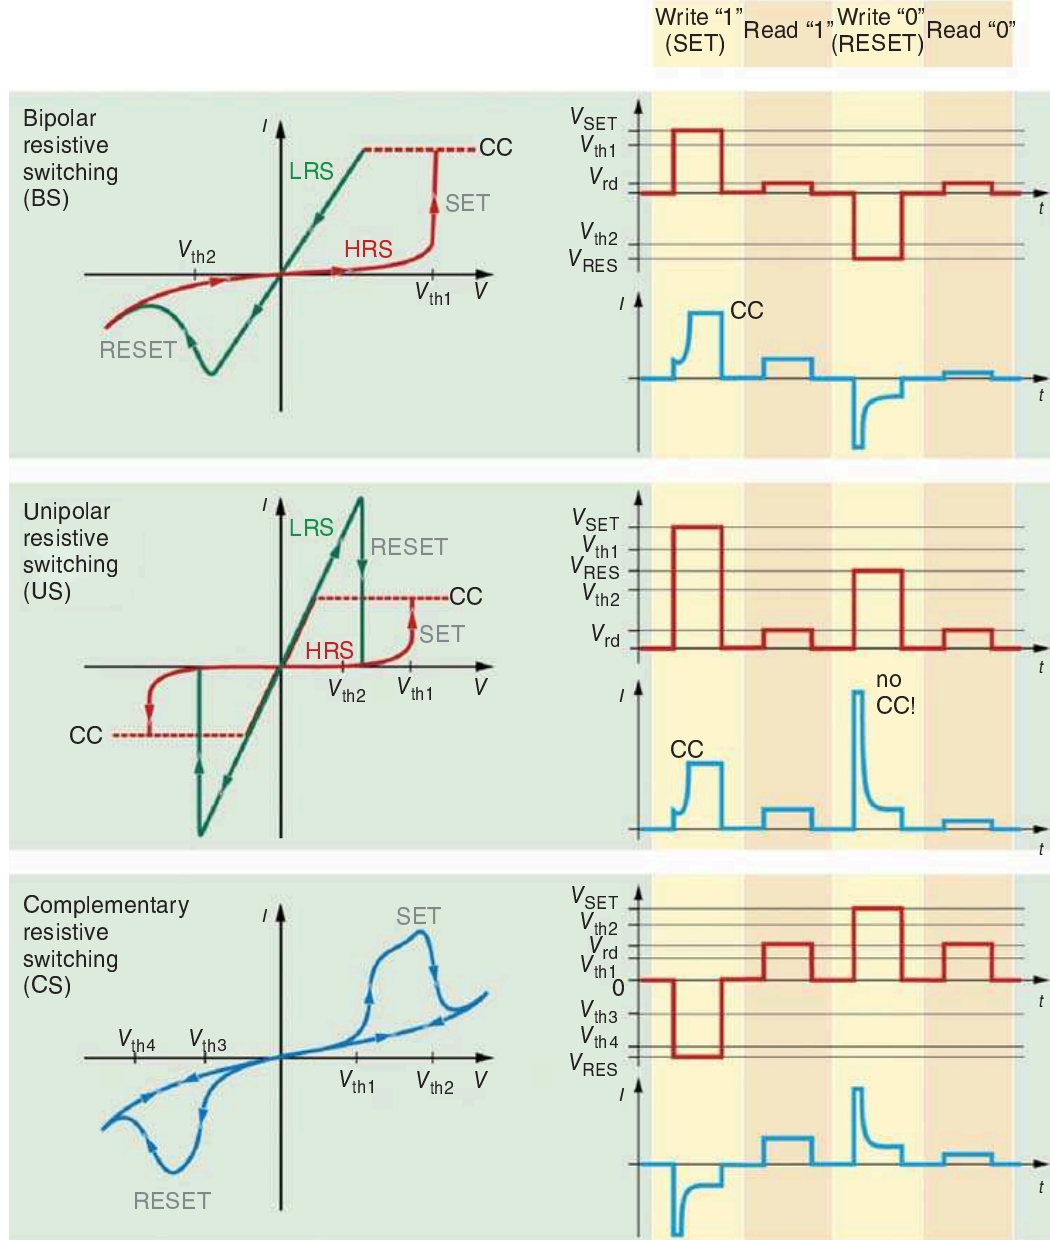 Write “1” (SET)
Read “1”
Write “0” (RESET)
Read “0”
Bipolar
resistive
switching
(BS)
I
LRS
CC
SET
HRS
Vth2
Vth1
V
RESET
VSET
Vth1
Vrd
t
Vth2
VRES
I
CC
t
Unipolar
resistive
switching
(US)
I
LRS
RESET
CC
SET
HRS
Vth2
Vth1
V
CC
VSET
Vth1
VRES
Vth2
Vrd
t
I
no
CC!
CC
t
Complementary
resistive
switching
(CS)
I
SET
Vth4
Vth3
Vth1
Vth2
V
RESET
VSET
Vth2
Vrd
Vth1
0
t
Vth3
Vth4
VRES
I
t